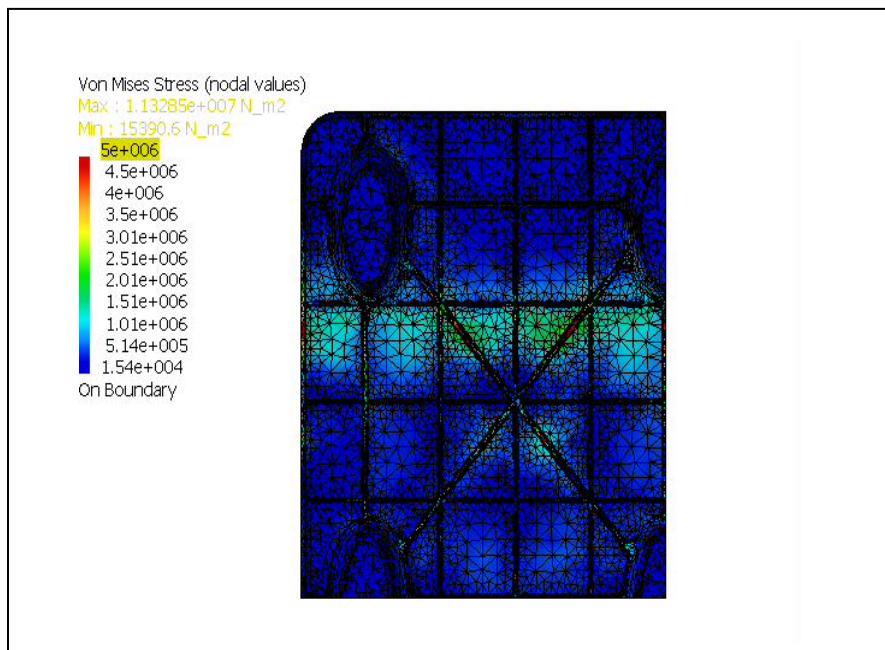 Von Mises Stress (nodal values)
Max : 1.13285e+007 N_m2
Min : 15390.6 N_m2
5e+006
4.5e+006
4e+006
3.5e+006
3.01e+006
2.51e+006
2.01e+006
1.51e+006
1.01e+006
5.14e+005
1.54e+004
On Boundary